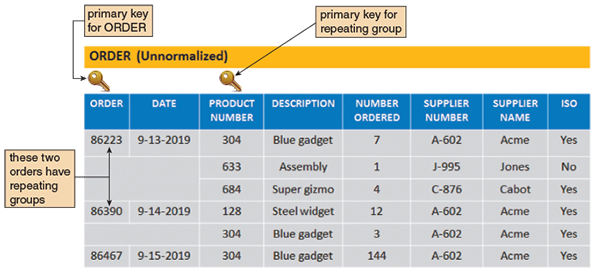 primary key
for ORDER
primary key for
repeating group
ORDER (Unnormalized)
ORDER DATE PRODUCT NUMBER DESCRIPTION NUMBER ORDERED SUPPLIER NUMBER SUPPLIER NAME ISO
86223 9-13-2019 304 Blue gadget 7 A-602 Acme Yes
633 Assembly 1 J-995 Jones No
684 Super gizmo 4 C-876 Cabot Yes
86390 9-14-2019 128 Steel widget 12 A-602 Acme Yes
304 Blue gadget 3 A-602 Acme Yes
86467 9-15-2019 304 Blue gadget 144 A-602 Acme Yes
these two
orders have
repeating
groups